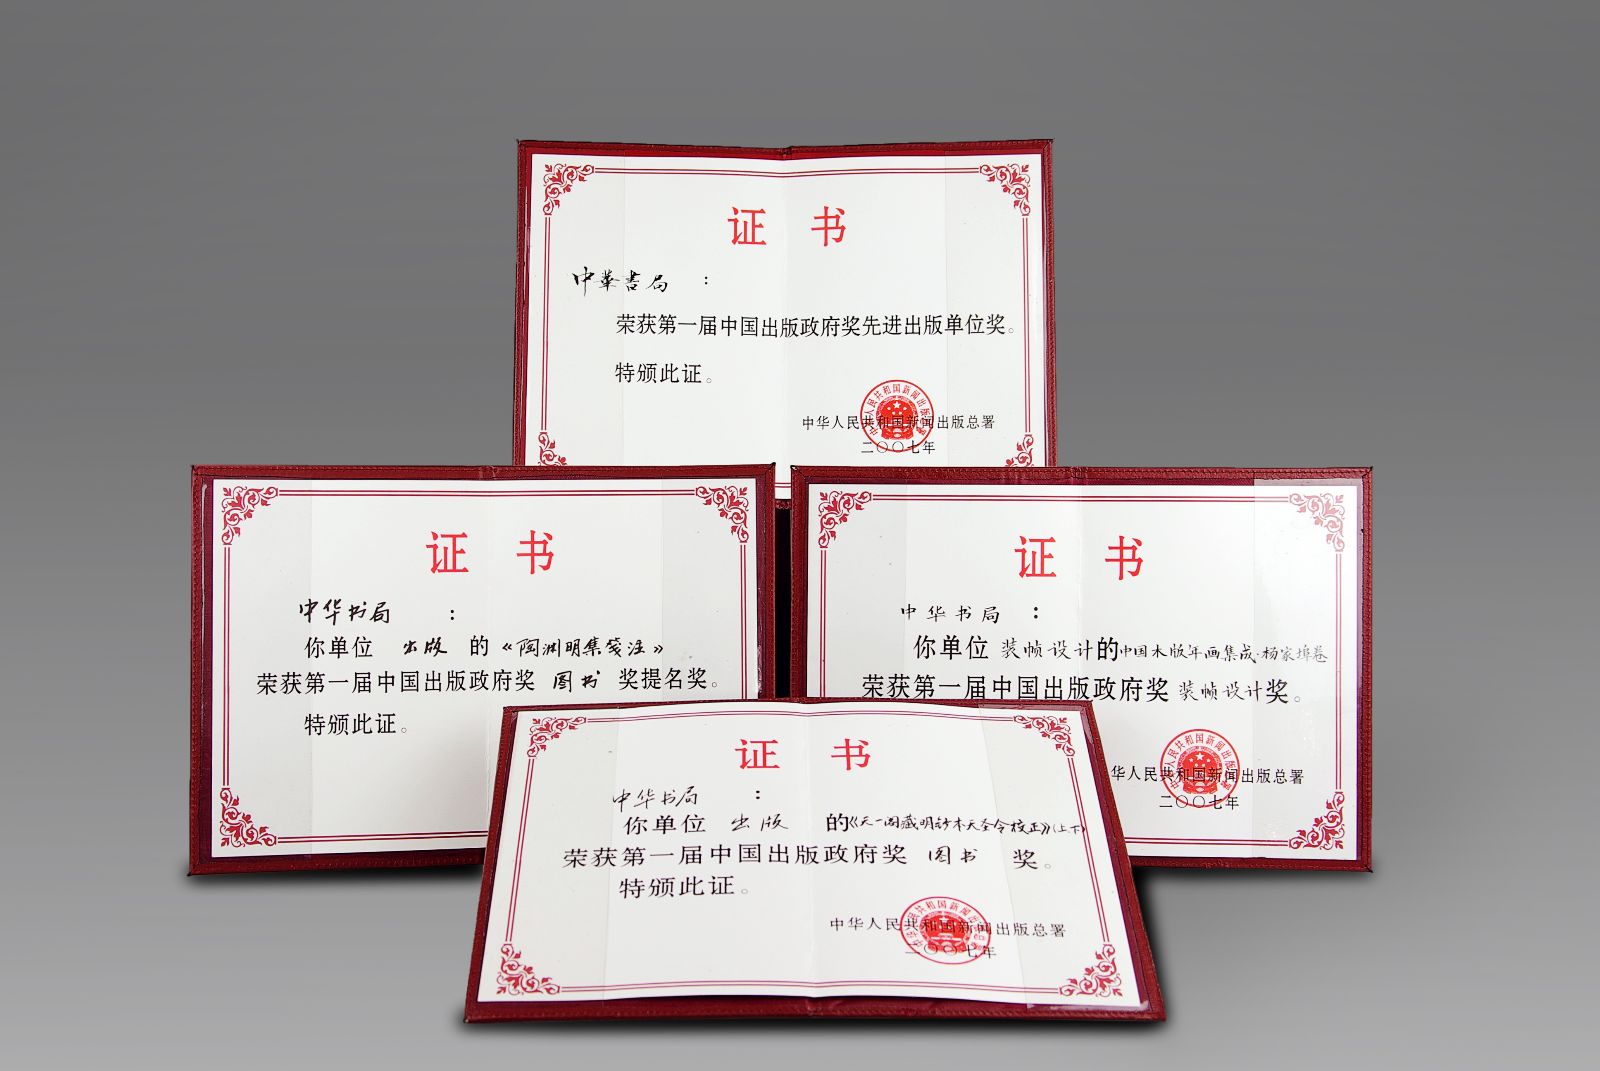 证书
中華書局：
荣获第一届中国出版政府奖先进出版单位奖。
特颁此证。
中华人民共和国新闻出版总署
二〇〇七年
证书
中华书局：
你单位 出版 的《陶渊明集笺注》
荣获第一届中国出版政府奖 图书 奖提名奖。
特颁此证。
证书
中华书局：
你单位 装帧设计的中国木版年画集成·杨家埠卷
荣获第一届中国出版政府奖 装帧设计奖。
华人民共和国新闻出版总署
二〇〇七年
证书
中华书局：
你单位 出版 的《天一阁藏明钞本天圣令校正》(上下)
荣获第一届中国出版政府奖 图书 奖。
特颁此证。
中华人民共和国新闻出版总署
二〇〇七年